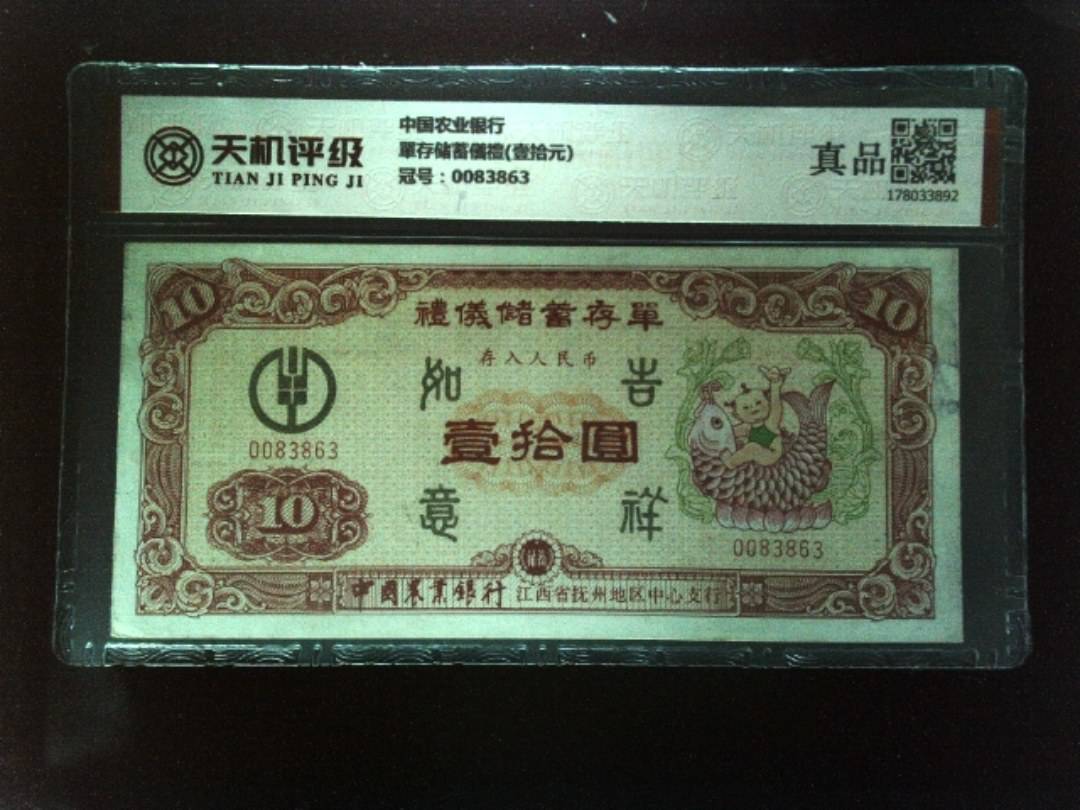 天机评级
TIAN JI PING JI
中国农业银行
單存储蓄儀禮(壹拾元)
冠号：0083863
真品
178033892
10
10
禮儀儲蓄存單
存入人民币
如 吉
壹拾圓
意 祥
0083863
10
0083863
中國農業銀行 江西省抚州地区中心支行